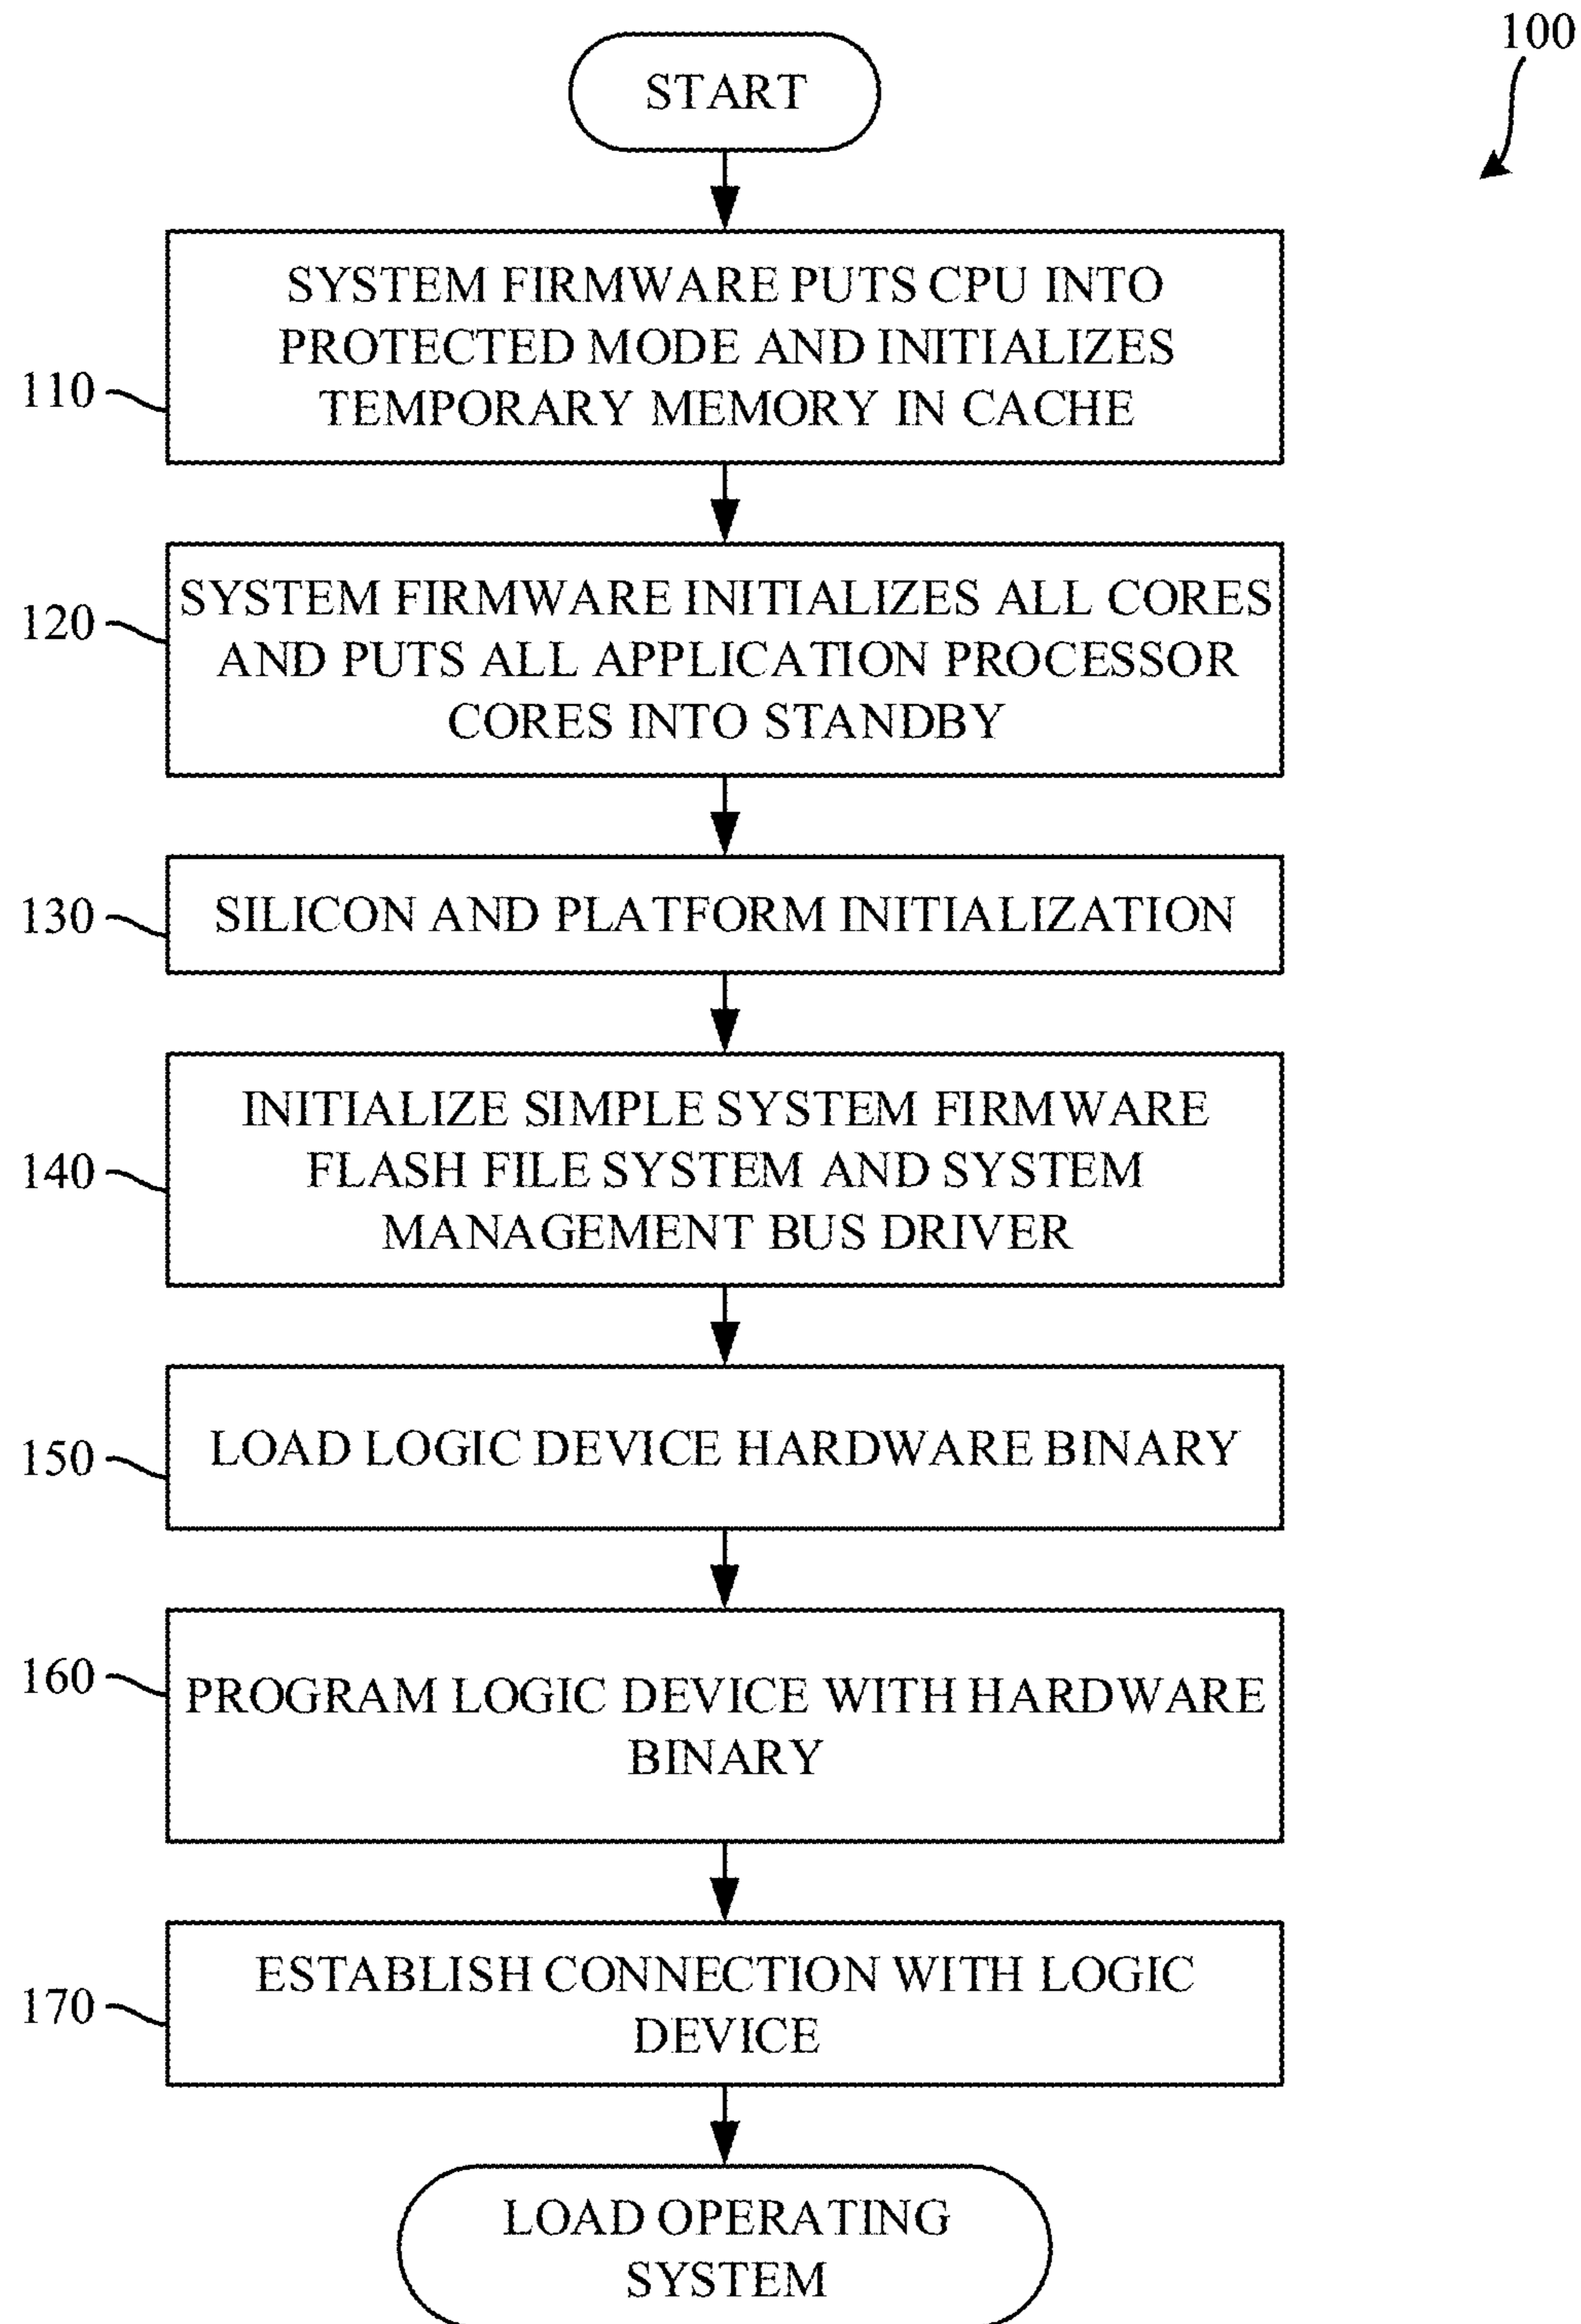 100
START
SYSTEM FIRMWARE PUTS CPU INTO
PROTECTED MODE AND INITIALIZES
TEMPORARY MEMORY IN CACHE
110
SYSTEM FIRMWARE INITIALIZES ALL CORES
AND PUTS ALL APPLICATION PROCESSOR
CORES INTO STANDBY
120
SILICON AND PLATFORM INITIALIZATION
130
INITIALIZE SIMPLE SYSTEM FIRMWARE
FLASH FILE SYSTEM AND SYSTEM
MANAGEMENT BUS DRIVER
140
LOAD LOGIC DEVICE HARDWARE BINARY
150
PROGRAM LOGIC DEVICE WITH HARDWARE
BINARY
160
ESTABLISH CONNECTION WITH LOGIC
DEVICE
170
LOAD OPERATING
SYSTEM